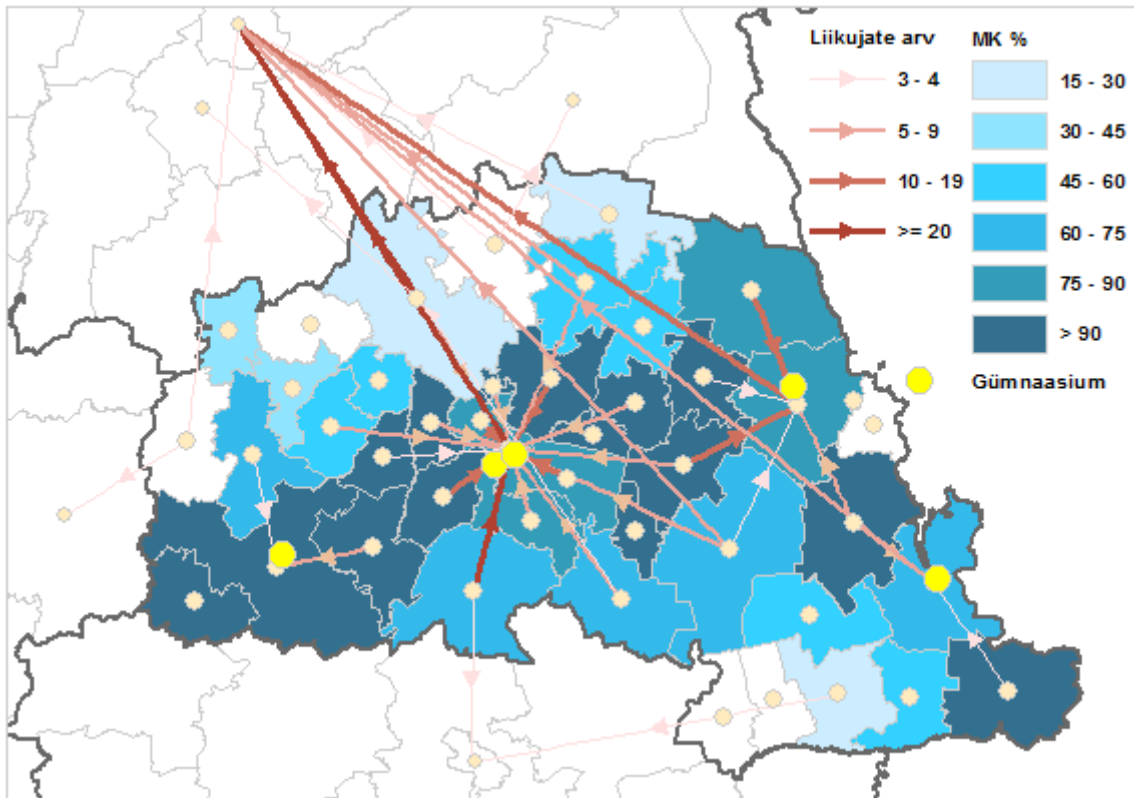 Liikujate arv
3 - 4
5 - 9
10 - 19
>= 20
MK %
15 - 30
30 - 45
45 - 60
60 - 75
75 - 90
> 90
Gümnaasium